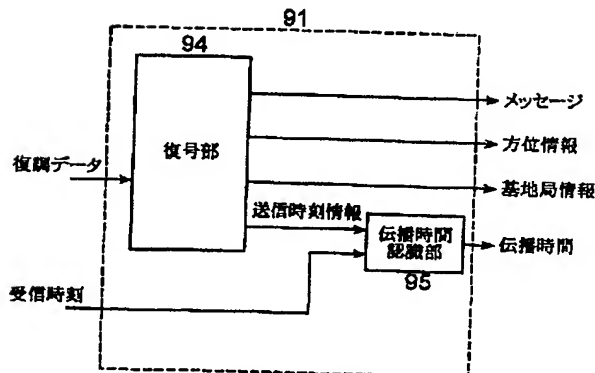 91
94
復号部
復調データ
メッセージ
方位情報
基地局情報
送信時刻情報
伝播時間
認識部
95
伝播時間
受信時刻